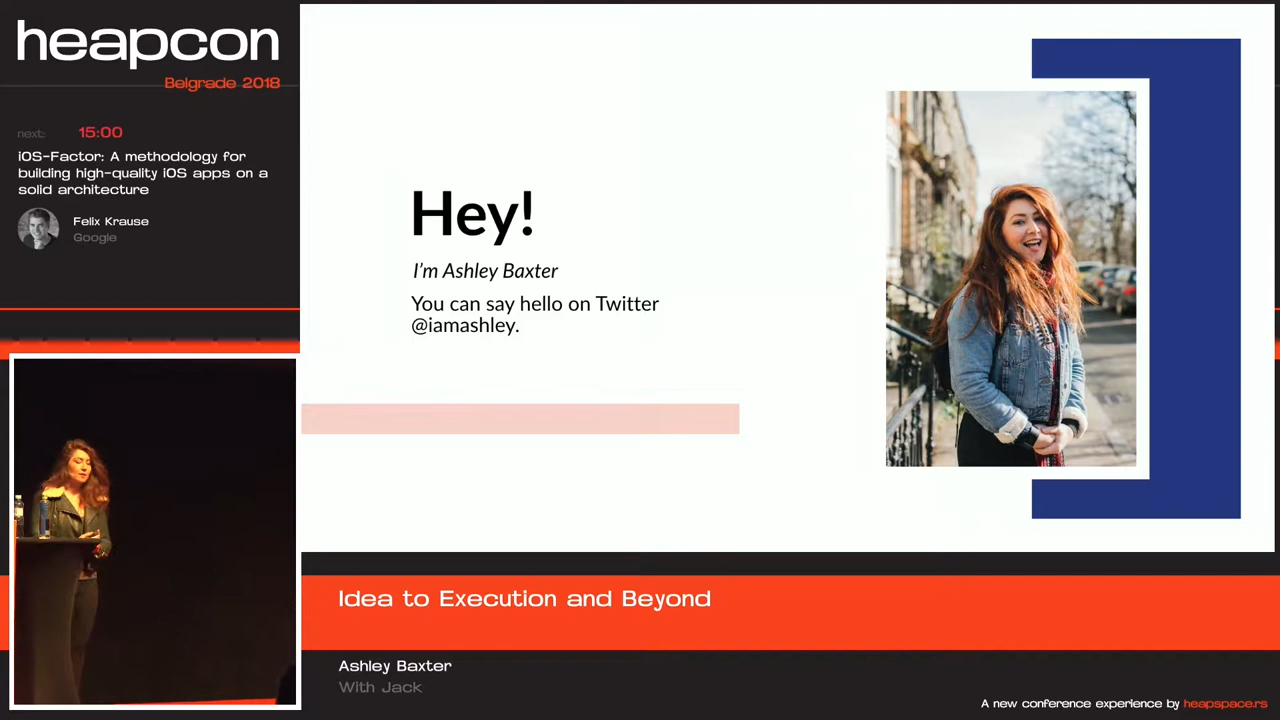 heapcon
Belgrade 2018
next: 15:00
iOS-Factor: A methodology for
building high-quality iOS apps on a
solid architecture
Felix Krause
Google
Hey!
I'm Ashley Baxter
You can say hello on Twitter
@iamashley.
Idea to Execution and Beyond
Ashley Baxter
With Jack
A new conference experience by heapspace.rs